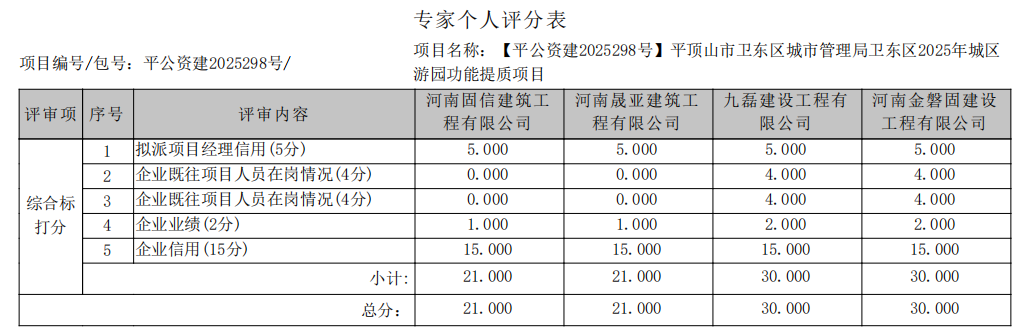 专家个人评分表
项目编号/包号：平公资建2025298号/
项目名称：【平公资建2025298号】平顶山市卫东区城市管理局卫东区2025年城区
游园功能提质项目
评审项 序号 评审内容 河南固信建筑工程有限公司 河南晟亚建筑工程有限公司 九磊建设工程有限公司 河南金磐固建设工程有限公司
综合标打分
1 拟派项目经理信用(5分) 5.000 5.000 5.000 5.000
2 企业既往项目人员在岗情况(4分) 0.000 0.000 4.000 4.000
3 企业既往项目人员在岗情况(4分) 0.000 0.000 4.000 4.000
4 企业业绩(2分) 1.000 1.000 2.000 2.000
5 企业信用(15分) 15.000 15.000 15.000 15.000
小计: 21.000 21.000 30.000 30.000
总分： 21.000 21.000 30.000 30.000